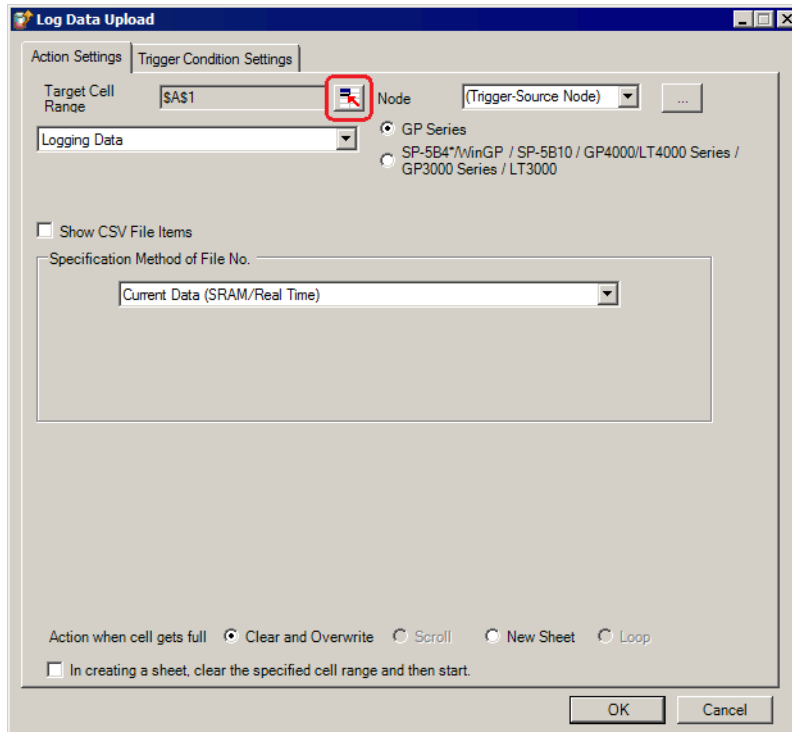 Log Data Upload
Action Settings
Trigger Condition Settings
Target Cell
Range
$A$1
Node
(Trigger-Source Node)
...
Logging Data
GP Series
SP-5B4*/WinGP / SP-5B10 / GP4000/LT4000 Series /
GP3000 Series / LT3000
Show CSV File Items
Specification Method of File No.
Current Data (SRAM/Real Time)
Action when cell gets full
Clear and Overwrite
Scroll
New Sheet
Loop
In creating a sheet, clear the specified cell range and then start.
OK
Cancel